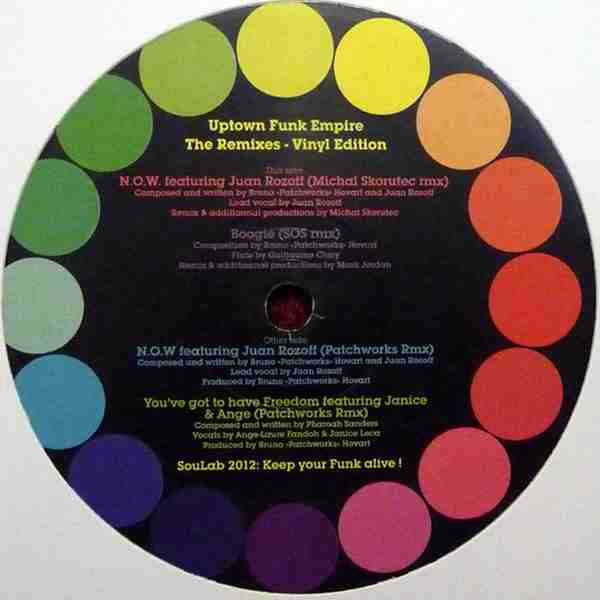 Uptown Funk Empire
The Remixes - Vinyl Edition
This side:
N.O.W. featuring Juan Rozoff (Michal Skorutec rmx)
Composed and written by Bruno «Patchworks» Hovart and Juan Rozoff
Lead vocal by Juan Rozoff
Remix & additionnal productions by Michal Skorutec
Boogie (SOS rmx)
Composition by Bruno «Patchworks» Hovart
Flute by Guillaume Cluzy
Remix & additionnal productions by Mark Jordan
Other side:
N.O.W featuring Juan Rozoff (Patchworks Rmx)
Composed and written by Bruno «Patchworks» Hovart and Juan Rozoff
Lead vocal by Juan Rozoff
Produced by Bruno «Patchworks» Hovart
You've got to have Freedom featuring Janice
& Ange (Patchworks Rmx)
Composed and written by Pharoah Sanders
Vocals by Ange-Laure Fandoh & Janice Leca
Produced by Bruno «Patchworks» Hovart
SouLab 2012: Keep your Funk alive !